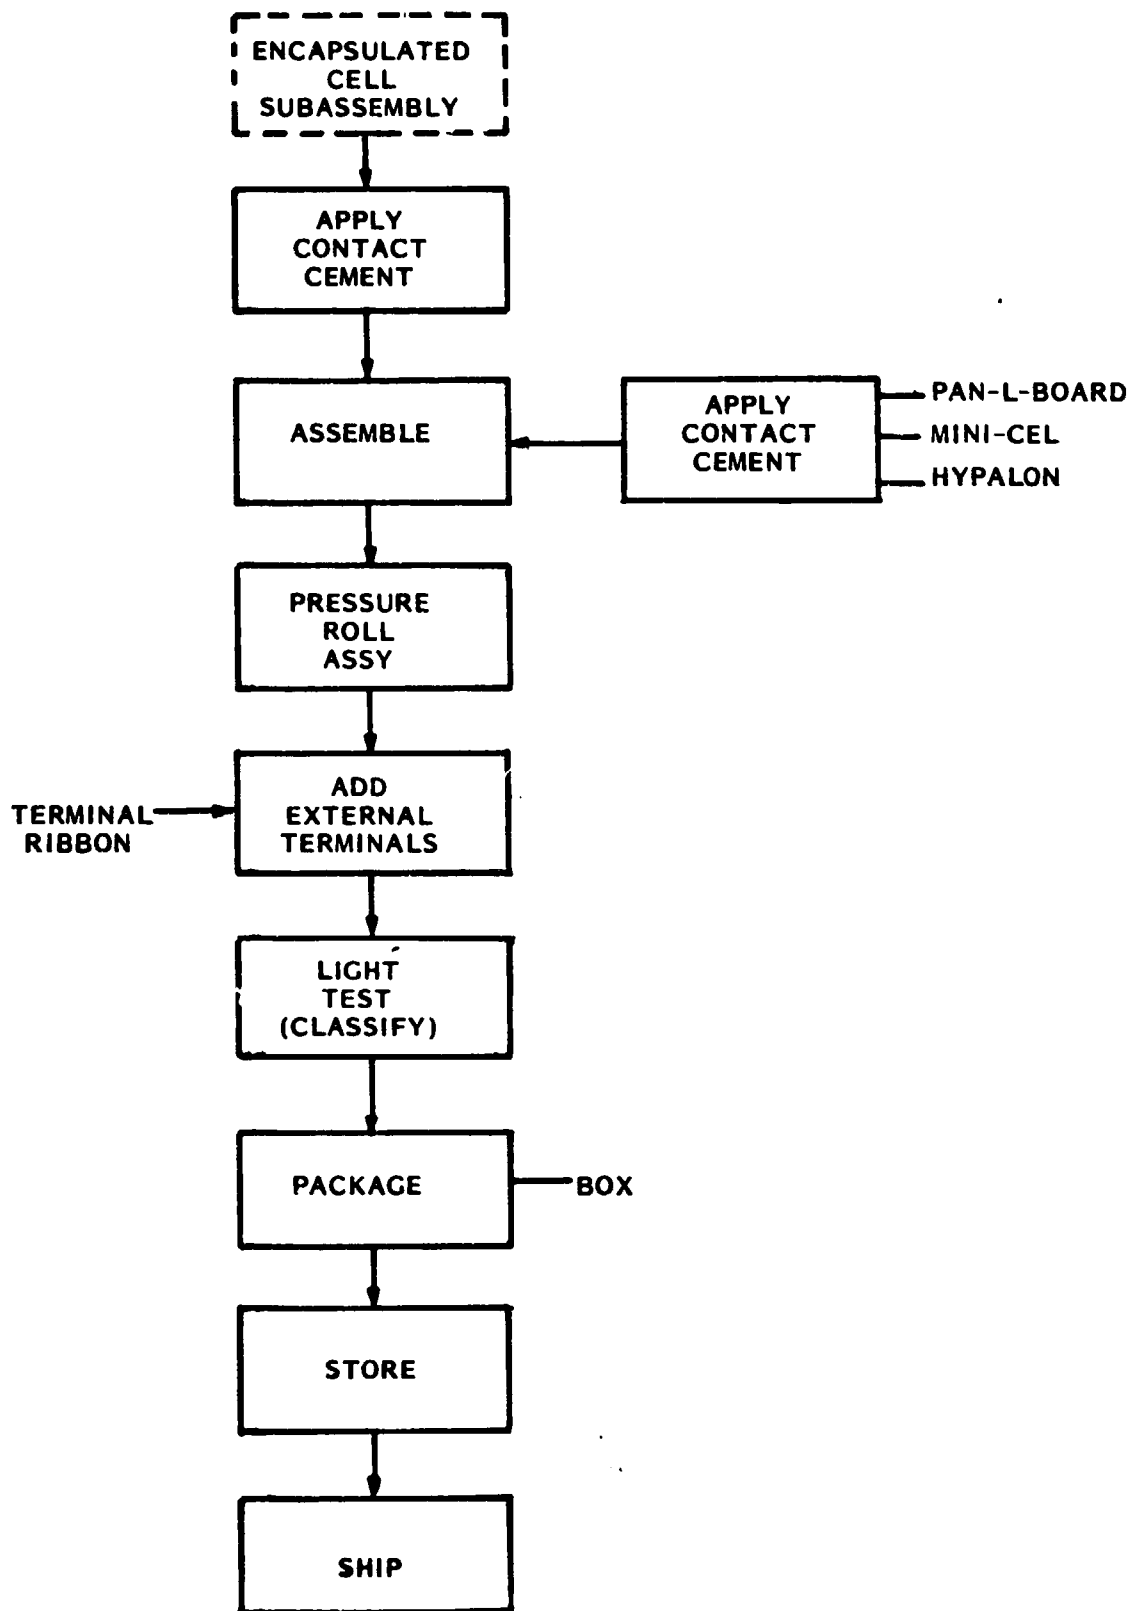 ENCAPSULATED
CELL
SUBASSEMBLY
APPLY
CONTACT
CEMENT
ASSEMBLE
APPLY
CONTACT
CEMENT
PAN-L-BOARD
MINI-CEL
HYPALON
PRESSURE
ROLL
ASSY
TERMINAL
RIBBON
ADD
EXTERNAL
TERMINALS
LIGHT
TEST
(CLASSIFY)
PACKAGE
BOX
STORE
SHIP